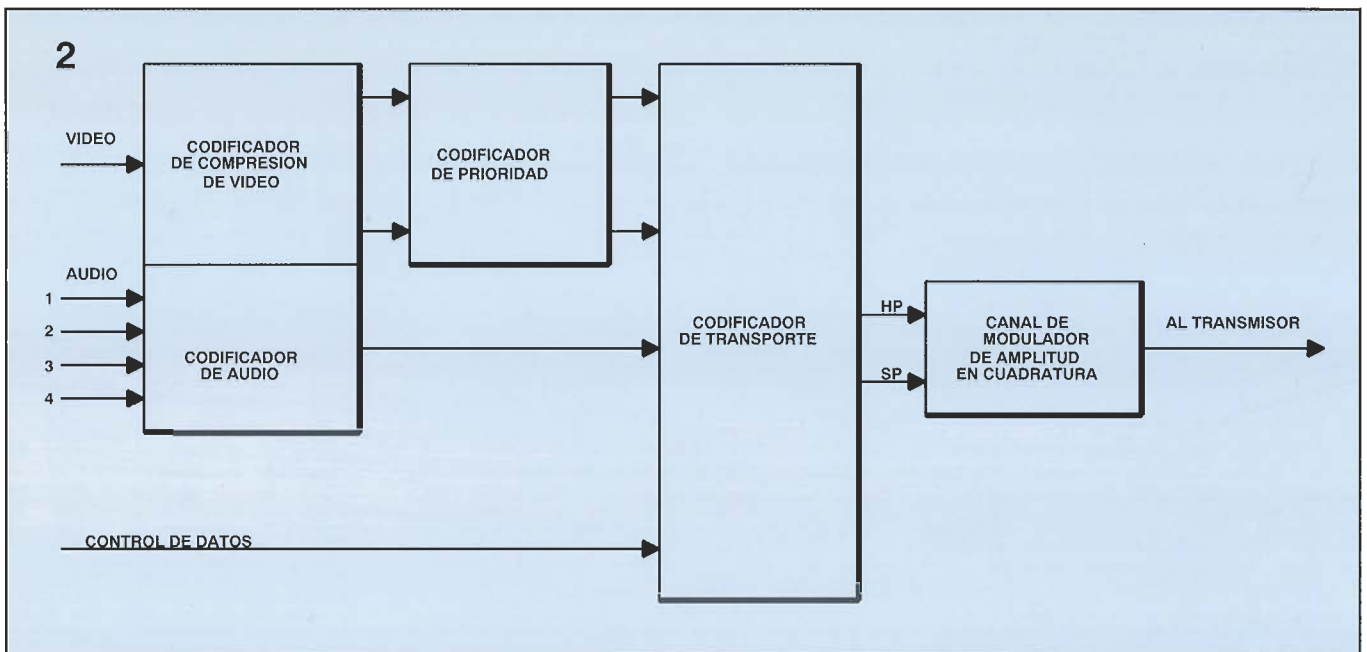 2
VIDEO
CODIFICADOR
DE COMPRESION
DE VIDEO
CODIFICADOR
DE PRIORIDAD
AUDIO
1
2
3
4
CODIFICADOR
DE AUDIO
CODIFICADOR
DE TRANSPORTE
HP
SP
CANAL DE
MODULADOR
DE AMPLITUD
EN CUADRATURA
AL TRANSMISOR
CONTROL DE DATOS